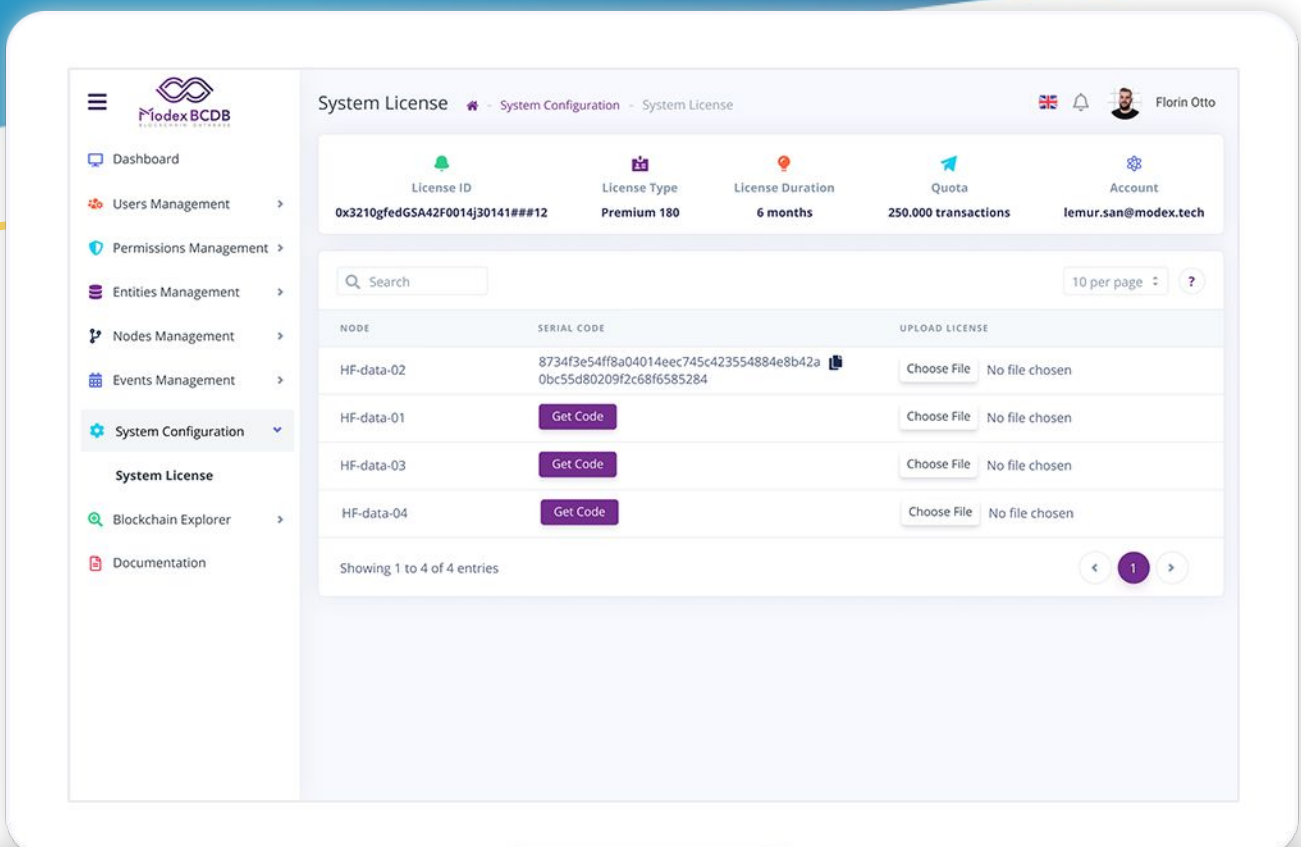 Modex BCDB
BLOCKCHAIN DATABASE
Dashboard
Users Management
Permissions Management
Entities Management
Nodes Management
Events Management
System Configuration
System License
Blockchain Explorer
Documentation
System License - System Configuration - System License
Florin Otto
License ID
0x3210gfedGSA42F0014j30141###12
License Type
Premium 180
License Duration
6 months
Quota
250.000 transactions
Account
lemur.san@modex.tech
Search
10 per page
?
NODE SERIAL CODE UPLOAD LICENSE
HF-data-02
8734f3e54ff8a04014eec745c423554884e8b42a
0bc55d80209f2c68f6585284
Choose File No file chosen
HF-data-01 Get Code Choose File No file chosen
HF-data-03 Get Code Choose File No file chosen
HF-data-04 Get Code Choose File No file chosen
Showing 1 to 4 of 4 entries
1